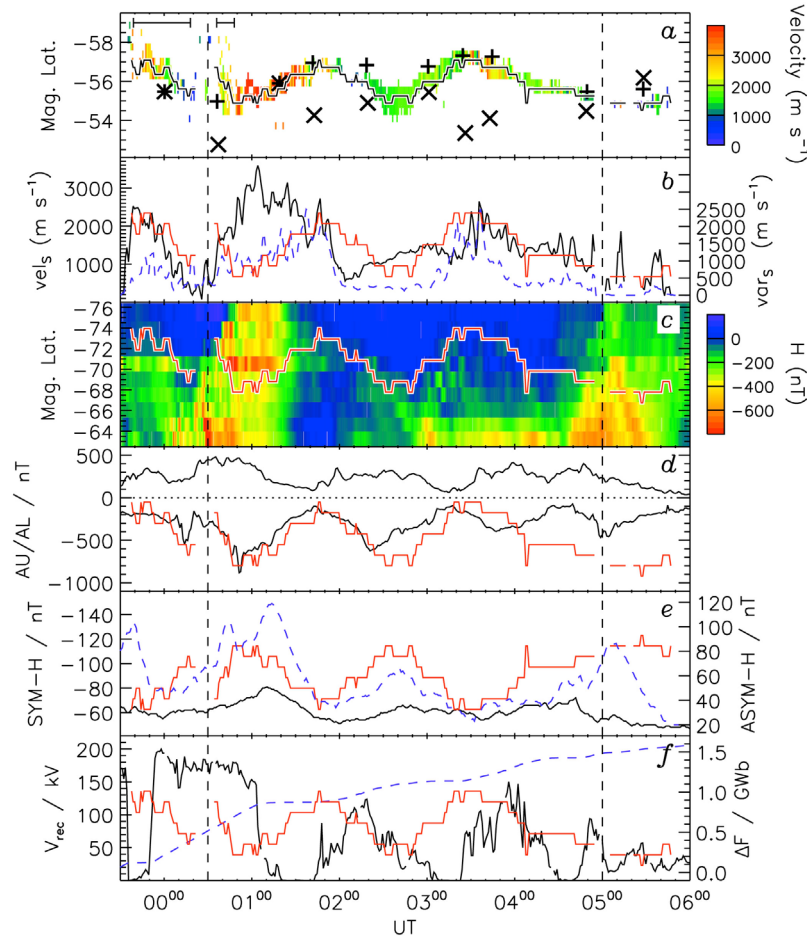 a
−58
−56
−54
Mag. Lat.
3000
2000
1000
0
Velocity (m s⁻¹)
b
3000
2000
1000
vel_s (m s⁻¹)
2500
2000
1500
1000
500
0
var_s (m s⁻¹)
c
−76
−74
−72
−70
−68
−66
−64
Mag. Lat.
0
−200
−400
−600
H (nT)
d
500
0
−500
−1000
AU/AL / nT
e
−140
−120
−100
−80
−60
SYM−H / nT
120
100
80
60
40
20
ASYM−H / nT
f
200
150
100
50
V_rec / kV
1.5
1.0
0.5
0.0
ΔF / GWb
00⁰⁰ 01⁰⁰ 02⁰⁰ 03⁰⁰ 04⁰⁰ 05⁰⁰ 06⁰⁰
UT